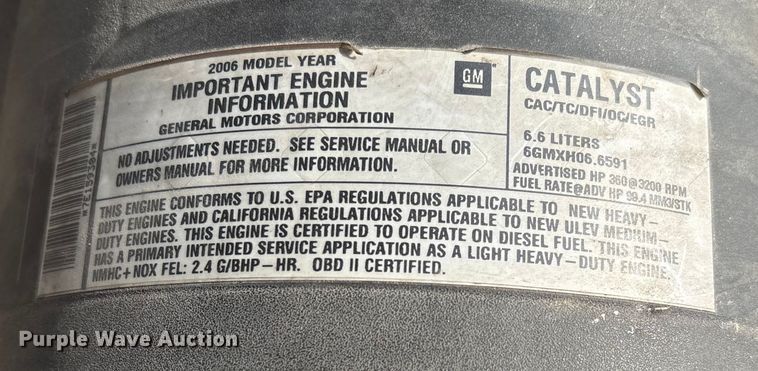 2006 MODEL YEAR
IMPORTANT ENGINE
INFORMATION
GENERAL MOTORS CORPORATION
GM
CATALYST
CAC/TC/DFI/OC/EGR
NO ADJUSTMENTS NEEDED. SEE SERVICE MANUAL OR
OWNERS MANUAL FOR MORE INFORMATION.
6.6 LITERS
6GMXH06.6591
ADVERTISED HP 360@3200 RPM
FUEL RATE@ADV HP 99.4 MM3/STK
THIS ENGINE CONFORMS TO U.S. EPA REGULATIONS APPLICABLE TO NEW HEAVY-
DUTY ENGINES AND CALIFORNIA REGULATIONS APPLICABLE TO NEW ULEV MEDIUM-
DUTY ENGINES. THIS ENGINE IS CERTIFIED TO OPERATE ON DIESEL FUEL. THIS ENGINE
HAS A PRIMARY INTENDED SERVICE APPLICATION AS A LIGHT HEAVY-DUTY ENGINE.
NMHC+NOX FEL: 2.4 G/BHP-HR. OBD II CERTIFIED.
Purple Wave Auction